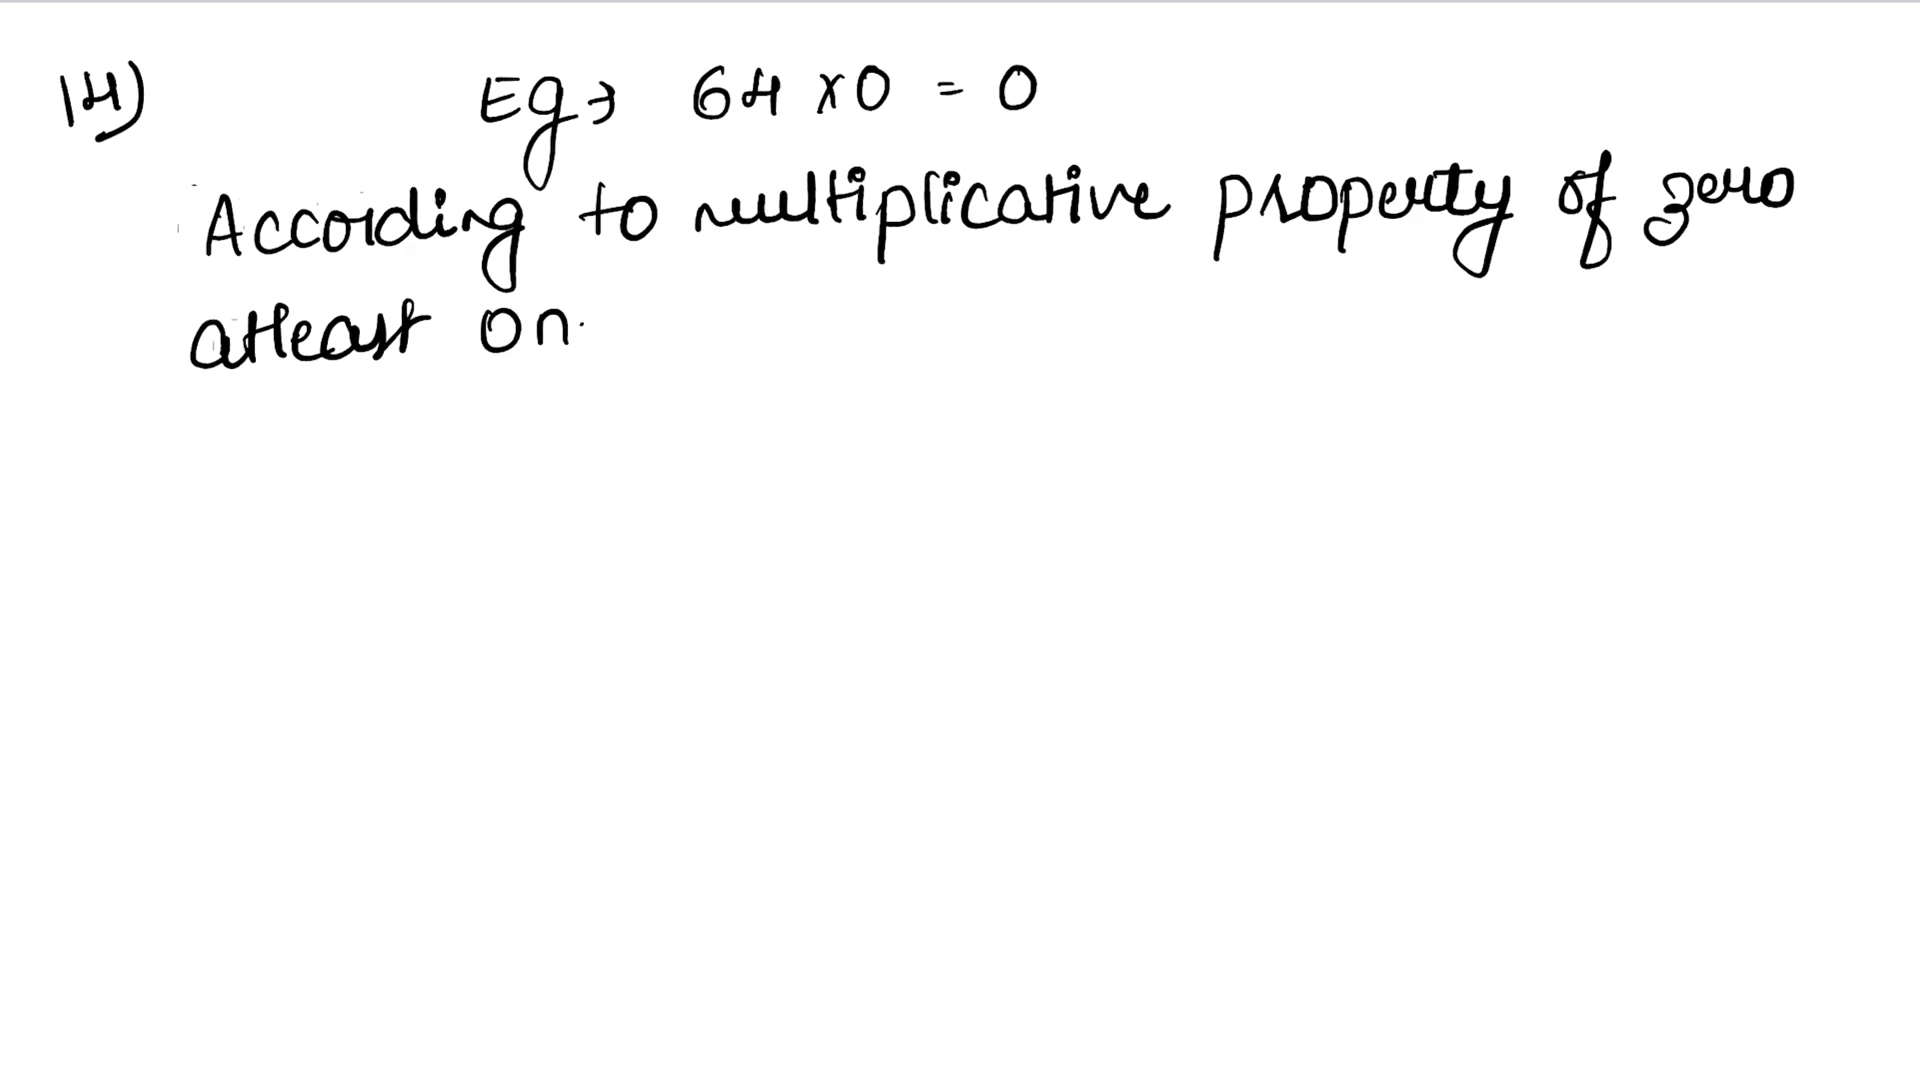 14) Eg→ 64 x 0 = 0
According to multiplicative property of zero
atleast on